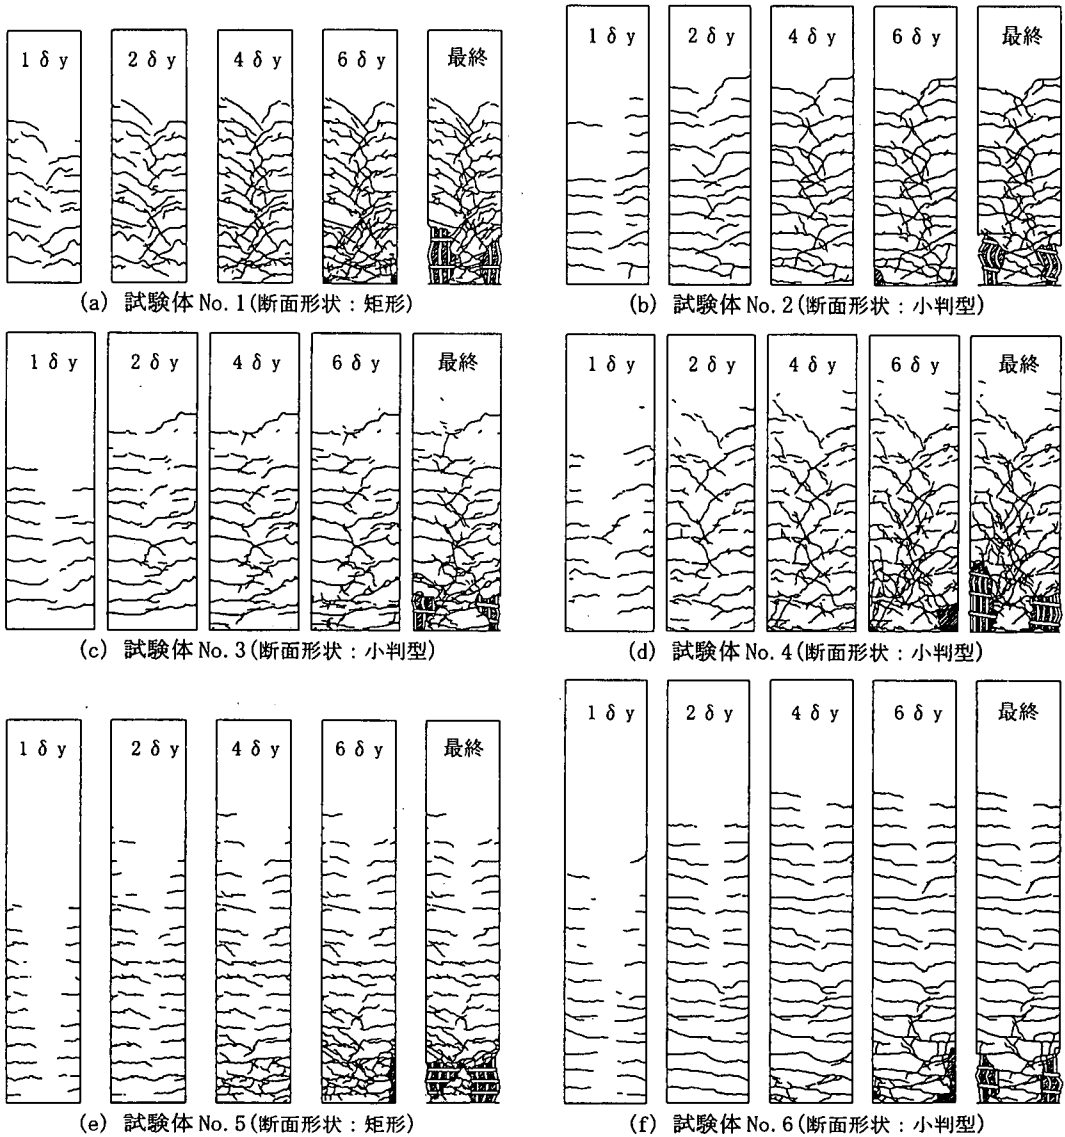 1 δ y 2 δ y 4 δ y 6 δ y 最終
(a) 試験体 No. 1(断面形状：矩形)
1 δ y 2 δ y 4 δ y 6 δ y 最終
(b) 試験体 No. 2(断面形状：小判型)
1 δ y 2 δ y 4 δ y 6 δ y 最終
(c) 試験体 No. 3(断面形状：小判型)
1 δ y 2 δ y 4 δ y 6 δ y 最終
(d) 試験体 No. 4(断面形状：小判型)
1 δ y 2 δ y 4 δ y 6 δ y 最終
(e) 試験体 No. 5(断面形状：矩形)
1 δ y 2 δ y 4 δ y 6 δ y 最終
(f) 試験体 No. 6(断面形状：小判型)